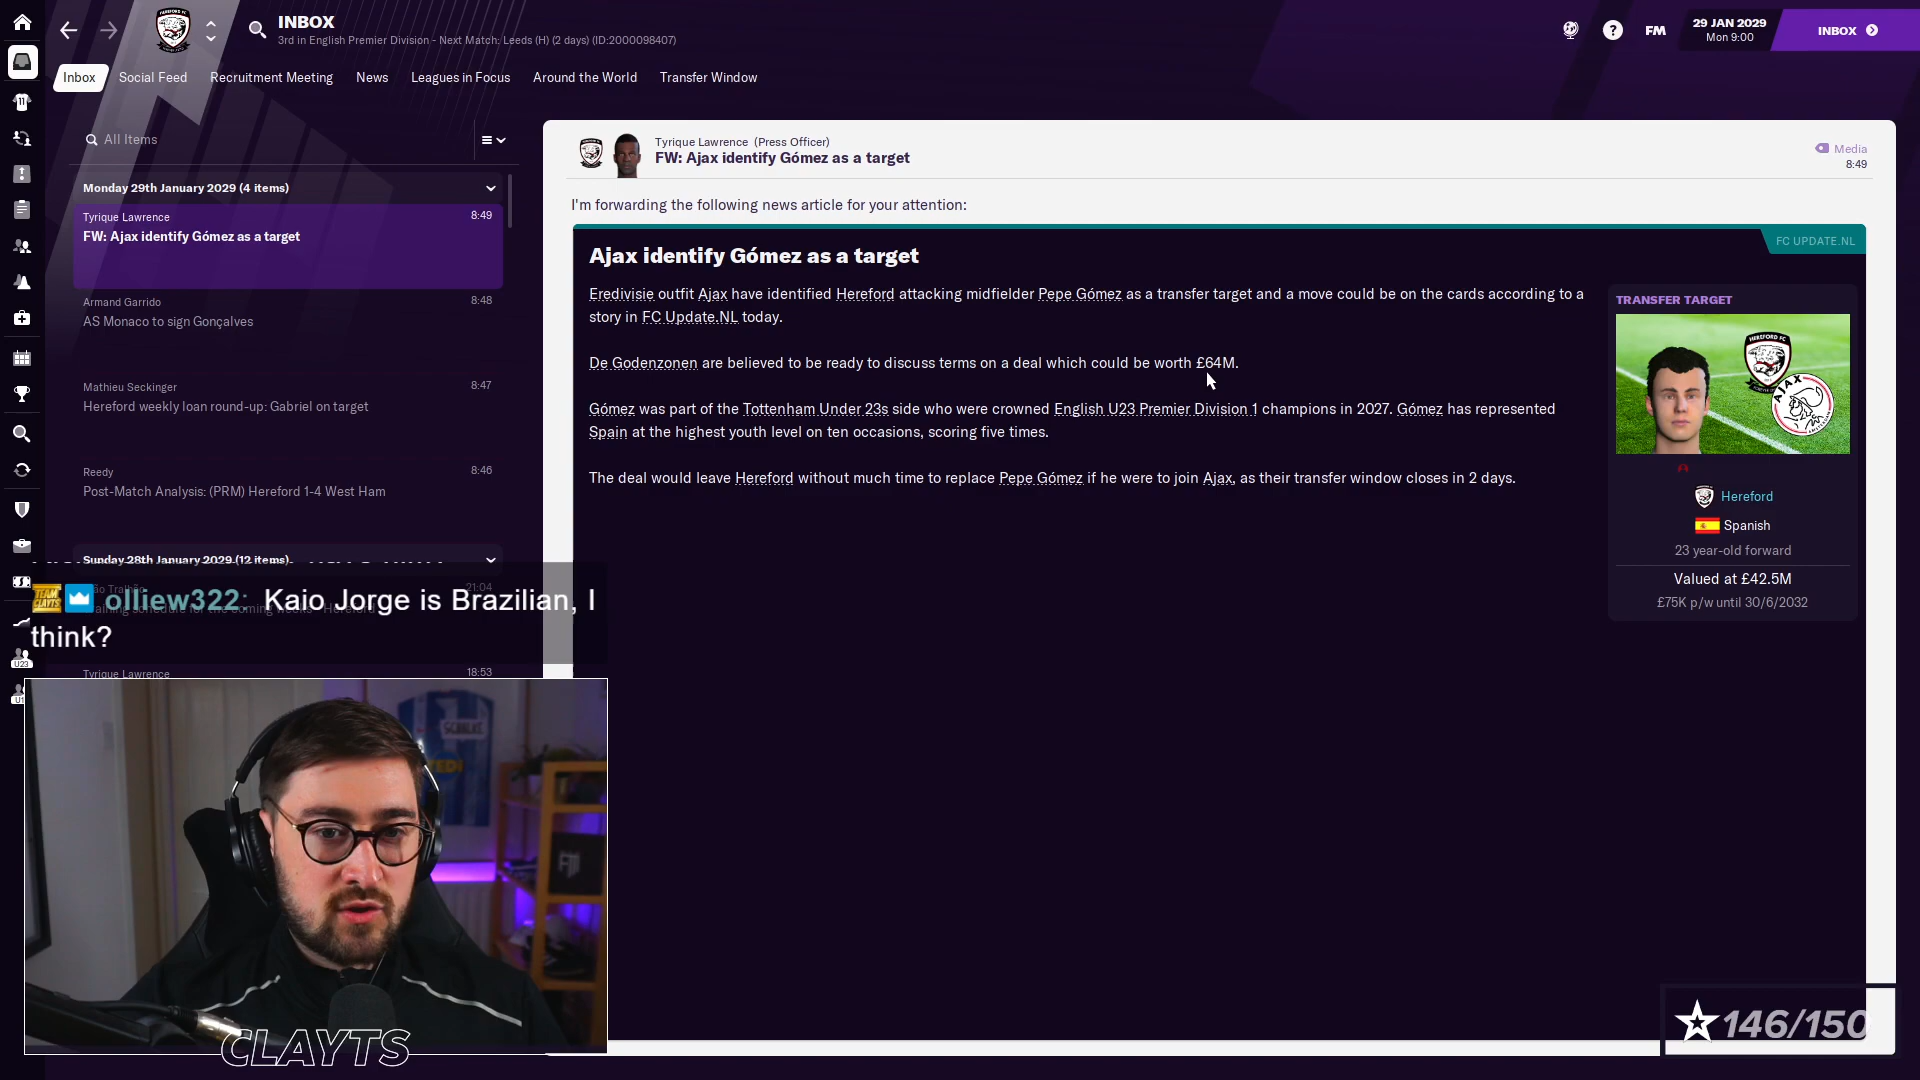 INBOX
3rd in English Premier Division - Next Match: Leeds (H) (2 days) (ID:2000098407)
FM
29 JAN 2029
Mon 9:00
INBOX
Inbox
Social Feed
Recruitment Meeting
News
Leagues in Focus
Around the World
Transfer Window
All Items
Monday 29th January 2029 (4 items)
Tyrique Lawrence
8:49
FW: Ajax identify Gómez as a target
Armand Garrido
8:48
AS Monaco to sign Gonçalves
Mathieu Seckinger
8:47
Hereford weekly loan round-up: Gabriel on target
Reedy
8:46
Post-Match Analysis: (PRM) Hereford 1-4 West Ham
Sunday 28th January 2029 (12 items)
21:04
olliew322: Kaio Jorge is Brazilian, I
think?
Tyrique Lawrence
18:53
U23
Tyrique Lawrence (Press Officer)
FW: Ajax identify Gómez as a target
Media
8:49
I'm forwarding the following news article for your attention:
FC UPDATE.NL
Ajax identify Gómez as a target
Eredivisie outfit Ajax have identified Hereford attacking midfielder Pepe Gómez as a transfer target and a move could be on the cards according to a
story in FC Update.NL today.
De Godenzonen are believed to be ready to discuss terms on a deal which could be worth £64M.
Gómez was part of the Tottenham Under 23s side who were crowned English U23 Premier Division 1 champions in 2027. Gómez has represented
Spain at the highest youth level on ten occasions, scoring five times.
The deal would leave Hereford without much time to replace Pepe Gómez if he were to join Ajax, as their transfer window closes in 2 days.
TRANSFER TARGET
HEREFORD FC
AJAX
Hereford
Spanish
23 year-old forward
Valued at £42.5M
£75K p/w until 30/6/2032
CLAYTS
146/150